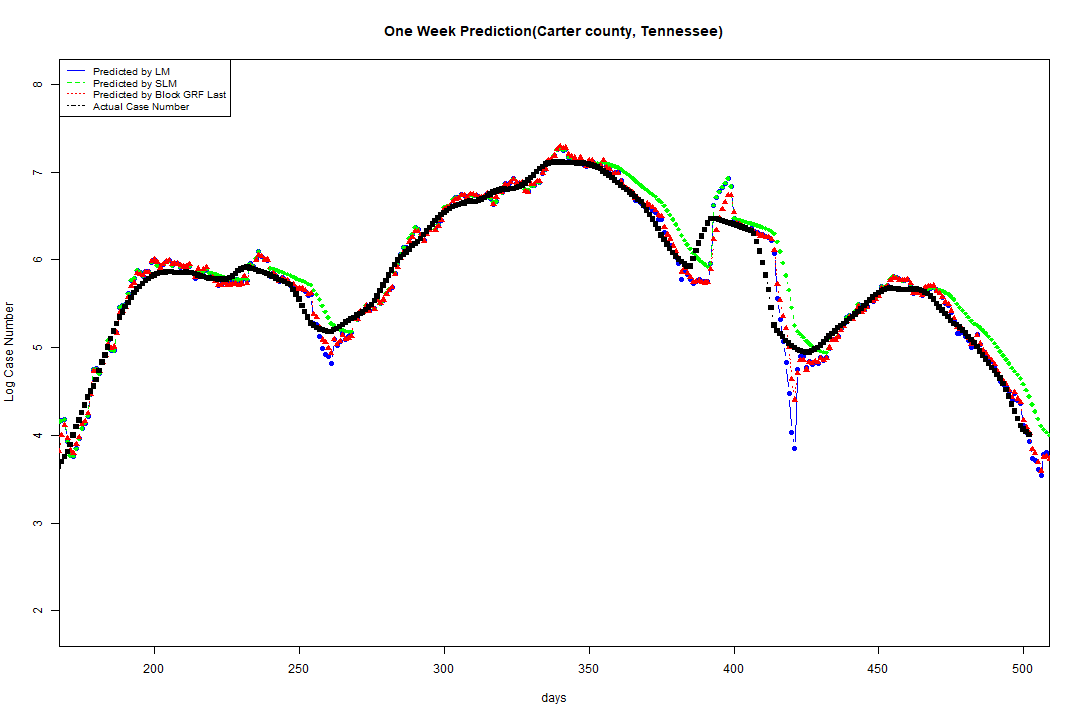 One Week Prediction(Carter county, Tennessee)
Predicted by LM
Predicted by SLM
Predicted by Block GRF Last
Actual Case Number
8
7
6
5
4
3
2
Log Case Number
200 250 300 350 400 450 500
days